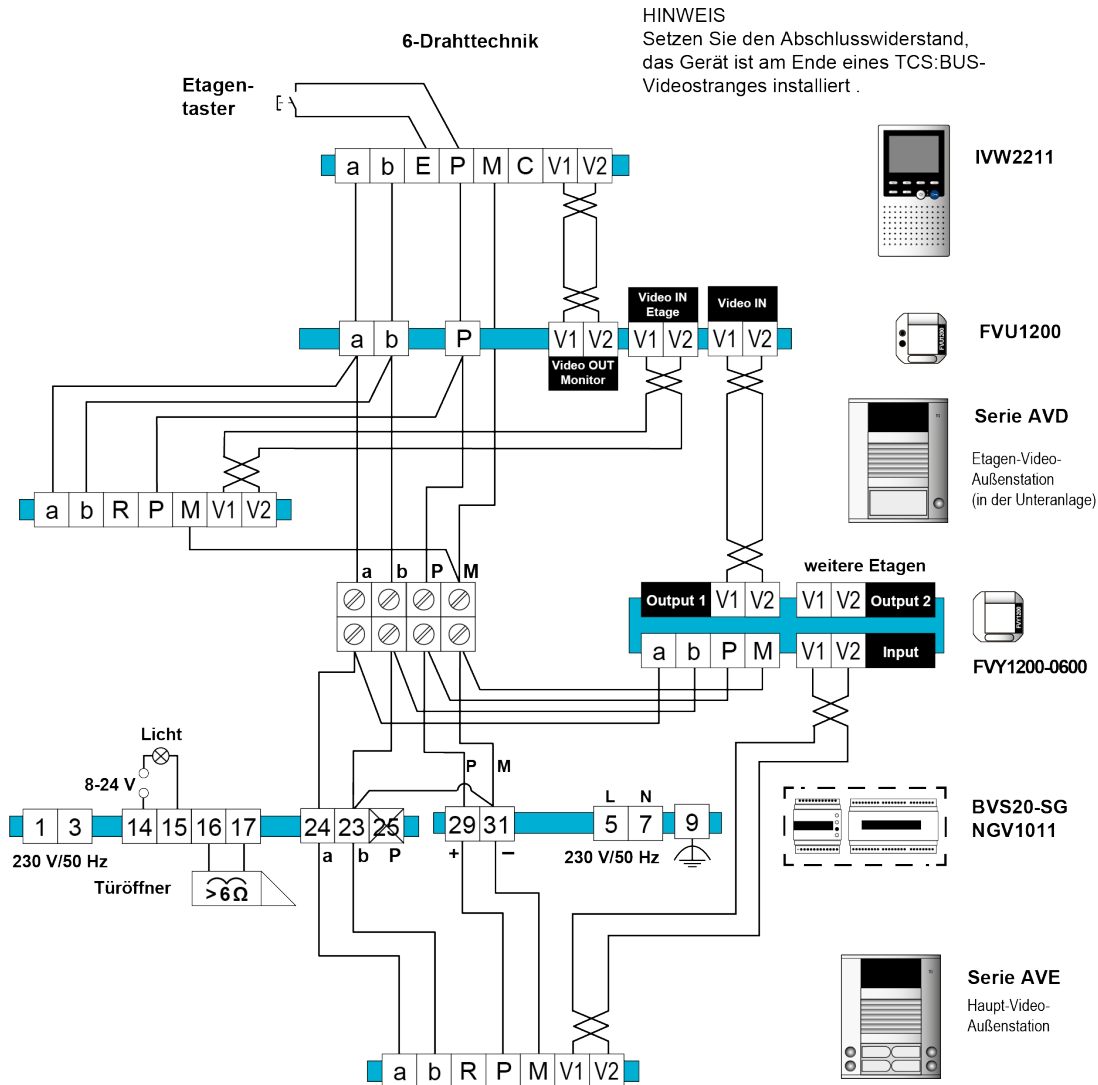 HINWEIS
Setzen Sie den Abschlusswiderstand,
das Gerät ist am Ende eines TCS:BUS-
Videostranges installiert .
6-Drahttechnik
Etagen-
taster
a b E P M C V1 V2
IVW2211
Video IN
Etage
Video IN
a b P V1 V2 V1 V2 V1 V2
Video OUT
Monitor
FVU1200
FVU1200
Serie AVD
Etagen-Video-
Außenstation
(in der Unteranlage)
a b R P M V1 V2
a b P M
weitere Etagen
Output 1 V1 V2 V1 V2 Output 2
a b P M V1 V2 Input
FVY1200
FVY1200-0600
Licht
8-24 V
P M
L N
1 3 14 15 16 17 24 23 25 29 31 5 7 9
230 V/50 Hz
a b P
+ –
230 V/50 Hz
Türöffner
>6Ω
BVS20-SG
NGV1011
Serie AVE
Haupt-Video-
Außenstation
a b R P M V1 V2